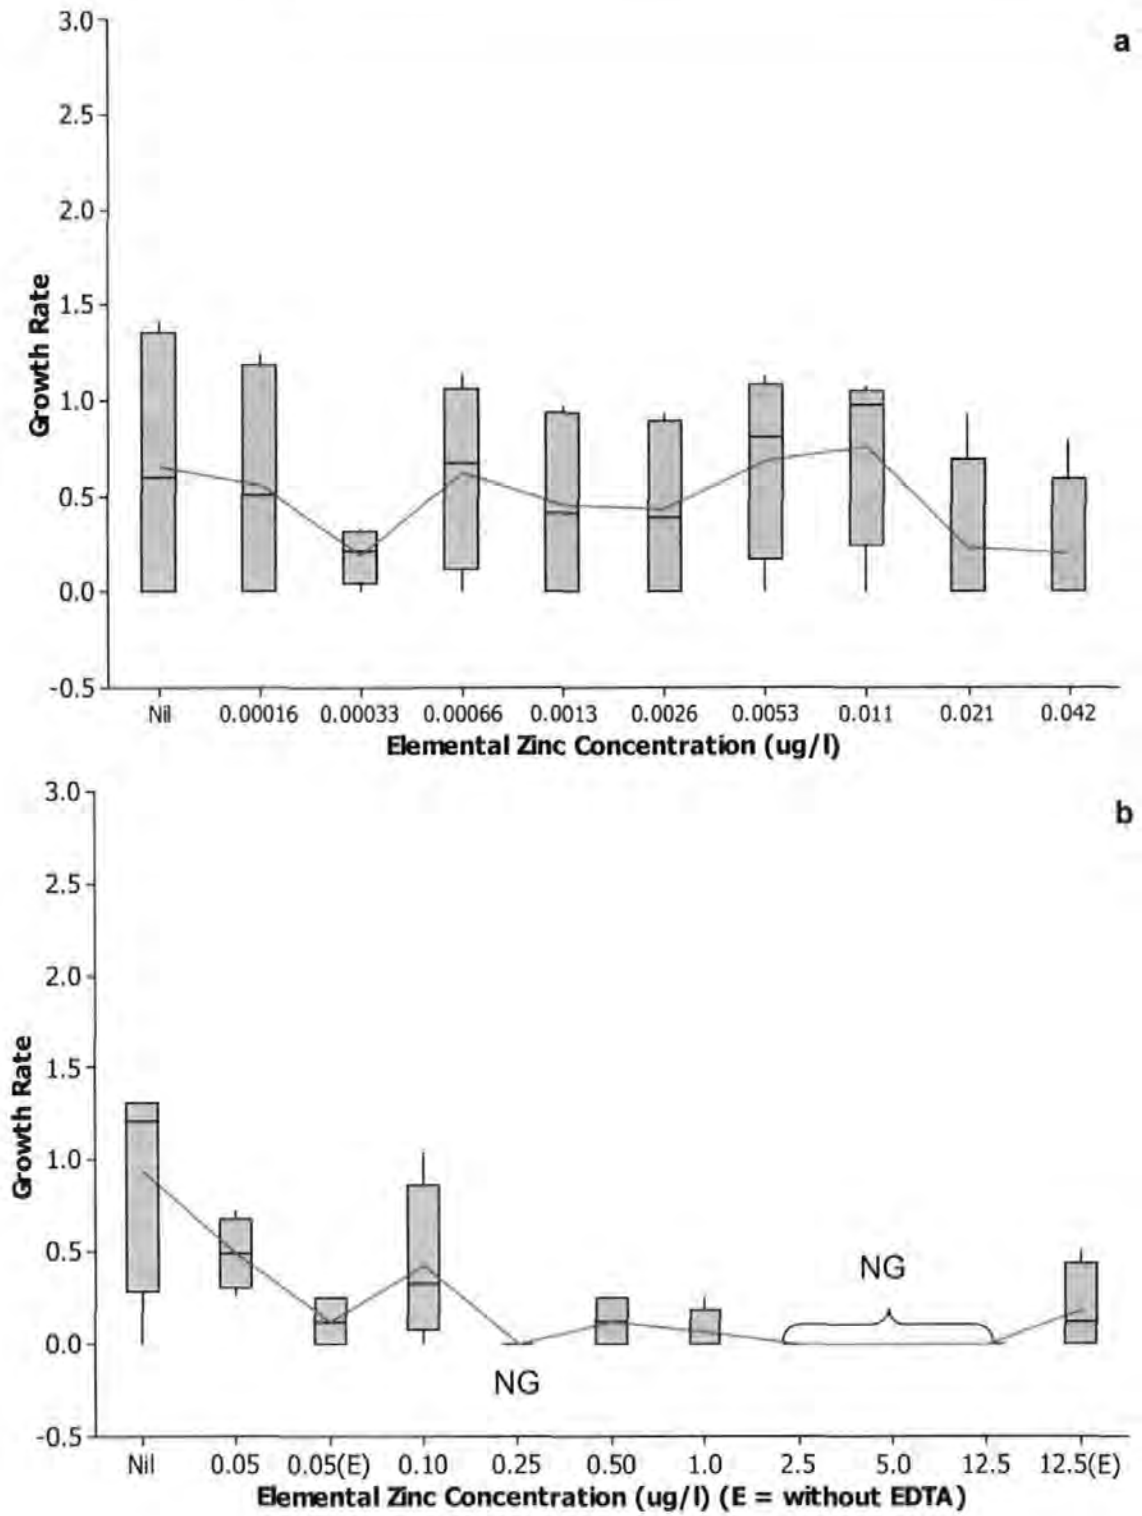 a
3.0
2.5
2.0
1.5
1.0
0.5
0.0
-0.5
Growth Rate
Nil 0.00016 0.00033 0.00066 0.0013 0.0026 0.0053 0.011 0.021 0.042
Elemental Zinc Concentration (ug/l)
b
3.0
2.5
2.0
1.5
1.0
0.5
0.0
-0.5
Growth Rate
NG
NG
Nil 0.05 0.05(E) 0.10 0.25 0.50 1.0 2.5 5.0 12.5 12.5(E)
Elemental Zinc Concentration (ug/l) (E = without EDTA)